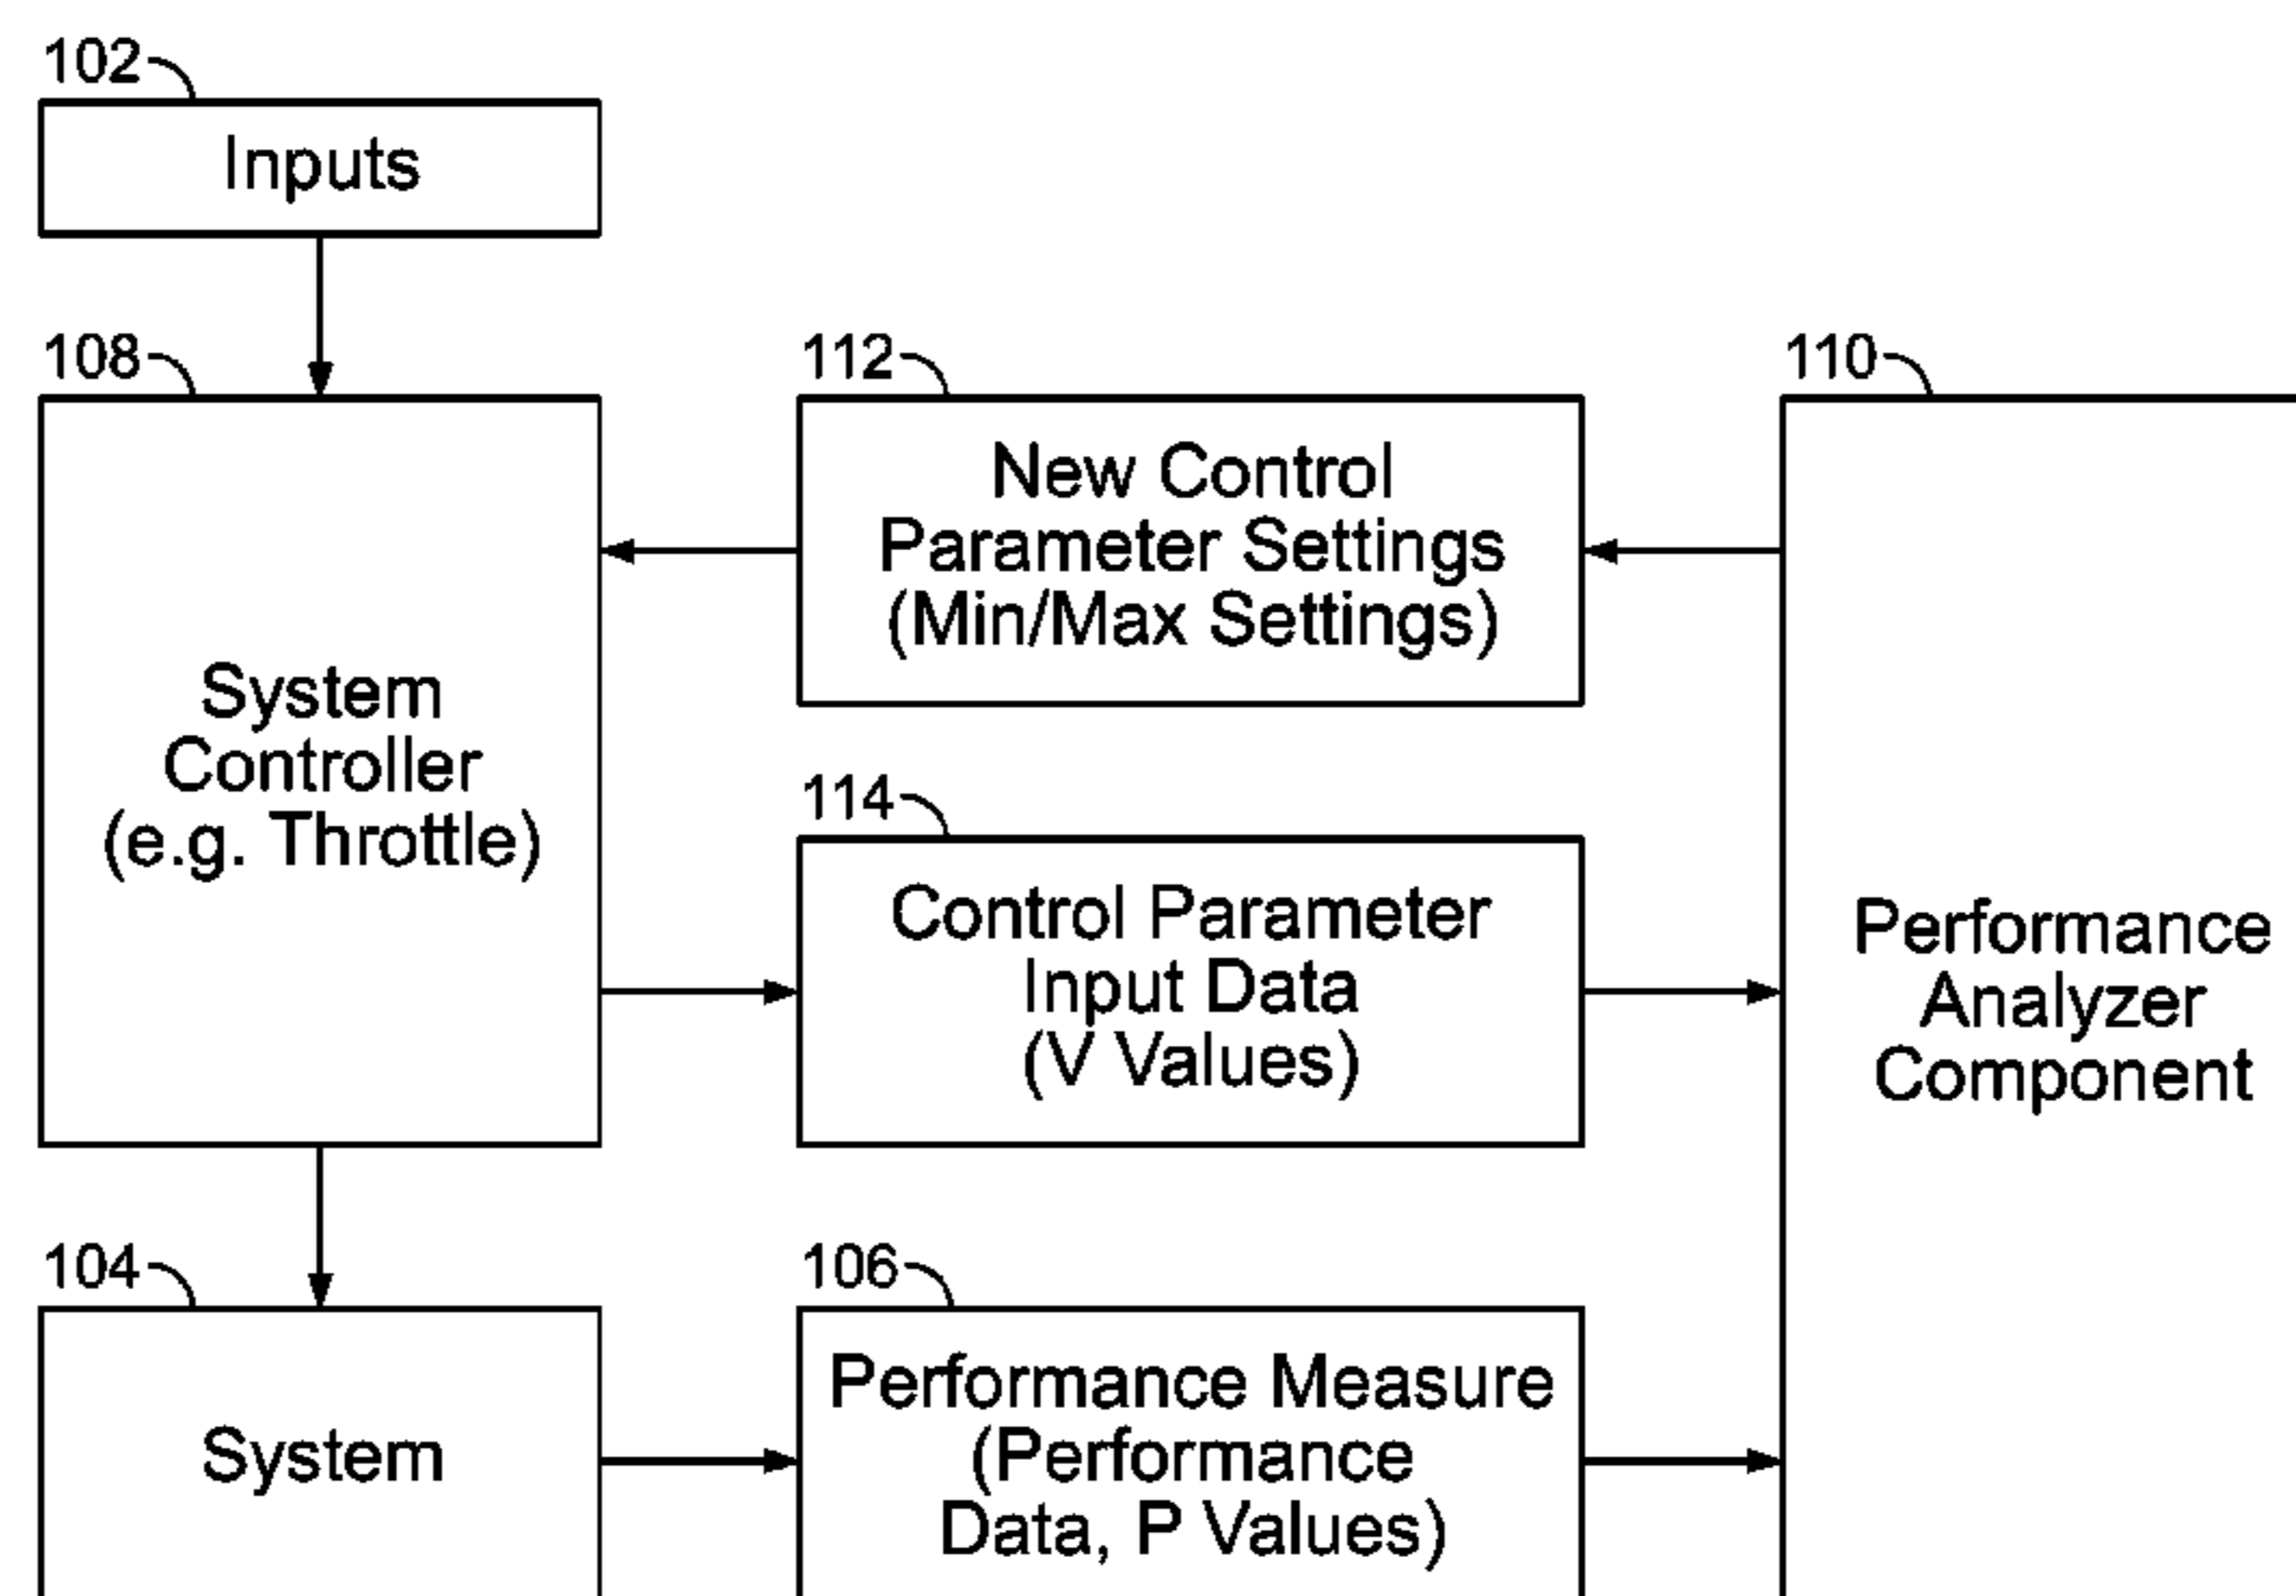 102
Inputs
108
System
Controller
(e.g. Throttle)
112
New Control
Parameter Settings
(Min/Max Settings)
110
Performance
Analyzer
Component
114
Control Parameter
Input Data
(V Values)
104
System
106
Performance Measure
(Performance
Data, P Values)